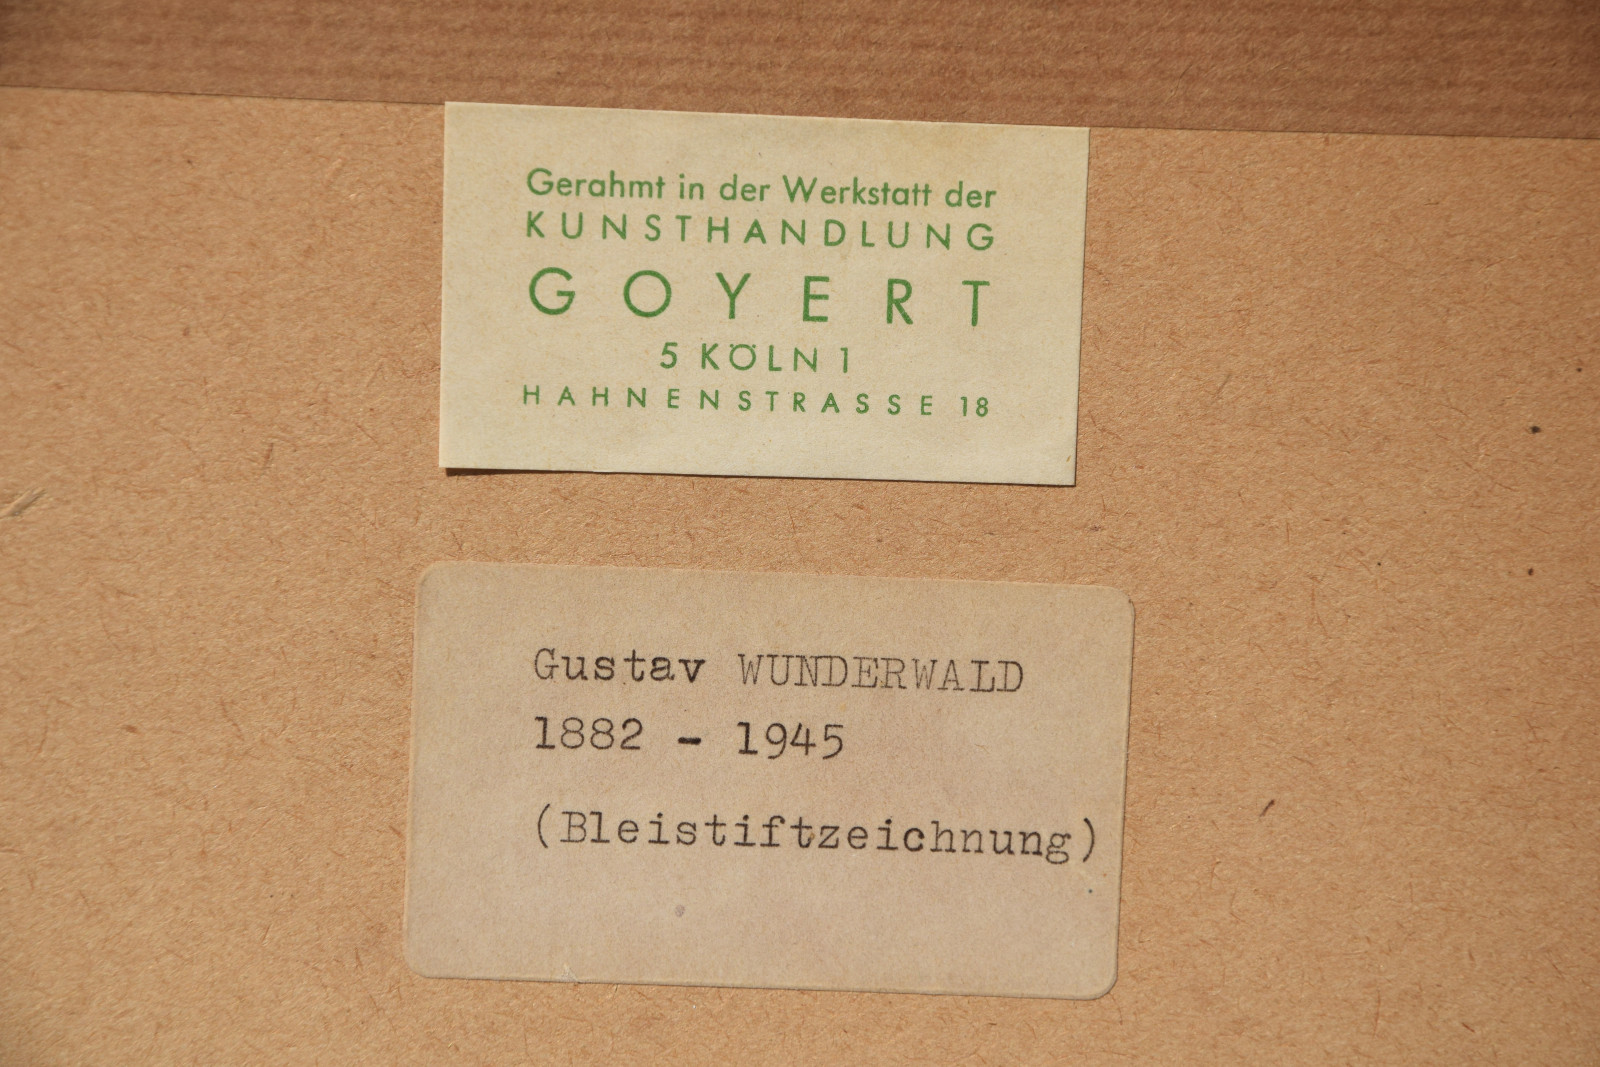 Gerahmt in der Werkstatt der
KUNSTHANDLUNG
GOYERT
5 KÖLN 1
HAHNENSTRASSE 18
Gustav WUNDERWALD
1882 - 1945
(Bleistiftzeichnung)